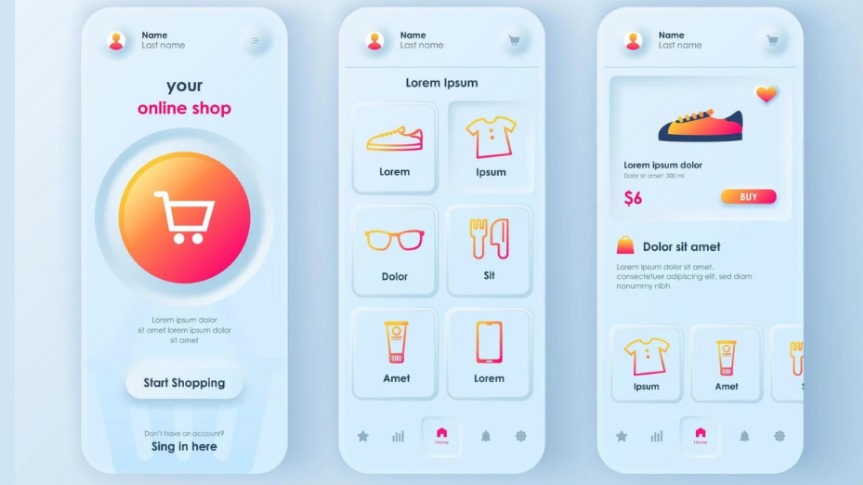 Name
Last name
your
online shop
Lorem ipsum dolor
sit amet lorem ipsum dolor
sit amet
Start Shopping
Don't have an account?
Sing in here
Name
Last name
Lorem Ipsum
Lorem
Ipsum
Dolor
Sit
Amet
Lorem
Home
Name
Last name
Lorem ipsum dolor
Dolor sit amet: 300 ml
$6
BUY
Dolor sit amet
Lorem ipsum dolor sit amet,
consectetuer adipiscing elit, sed diam
nonummy nibh
Ipsum
Amet
S
Home